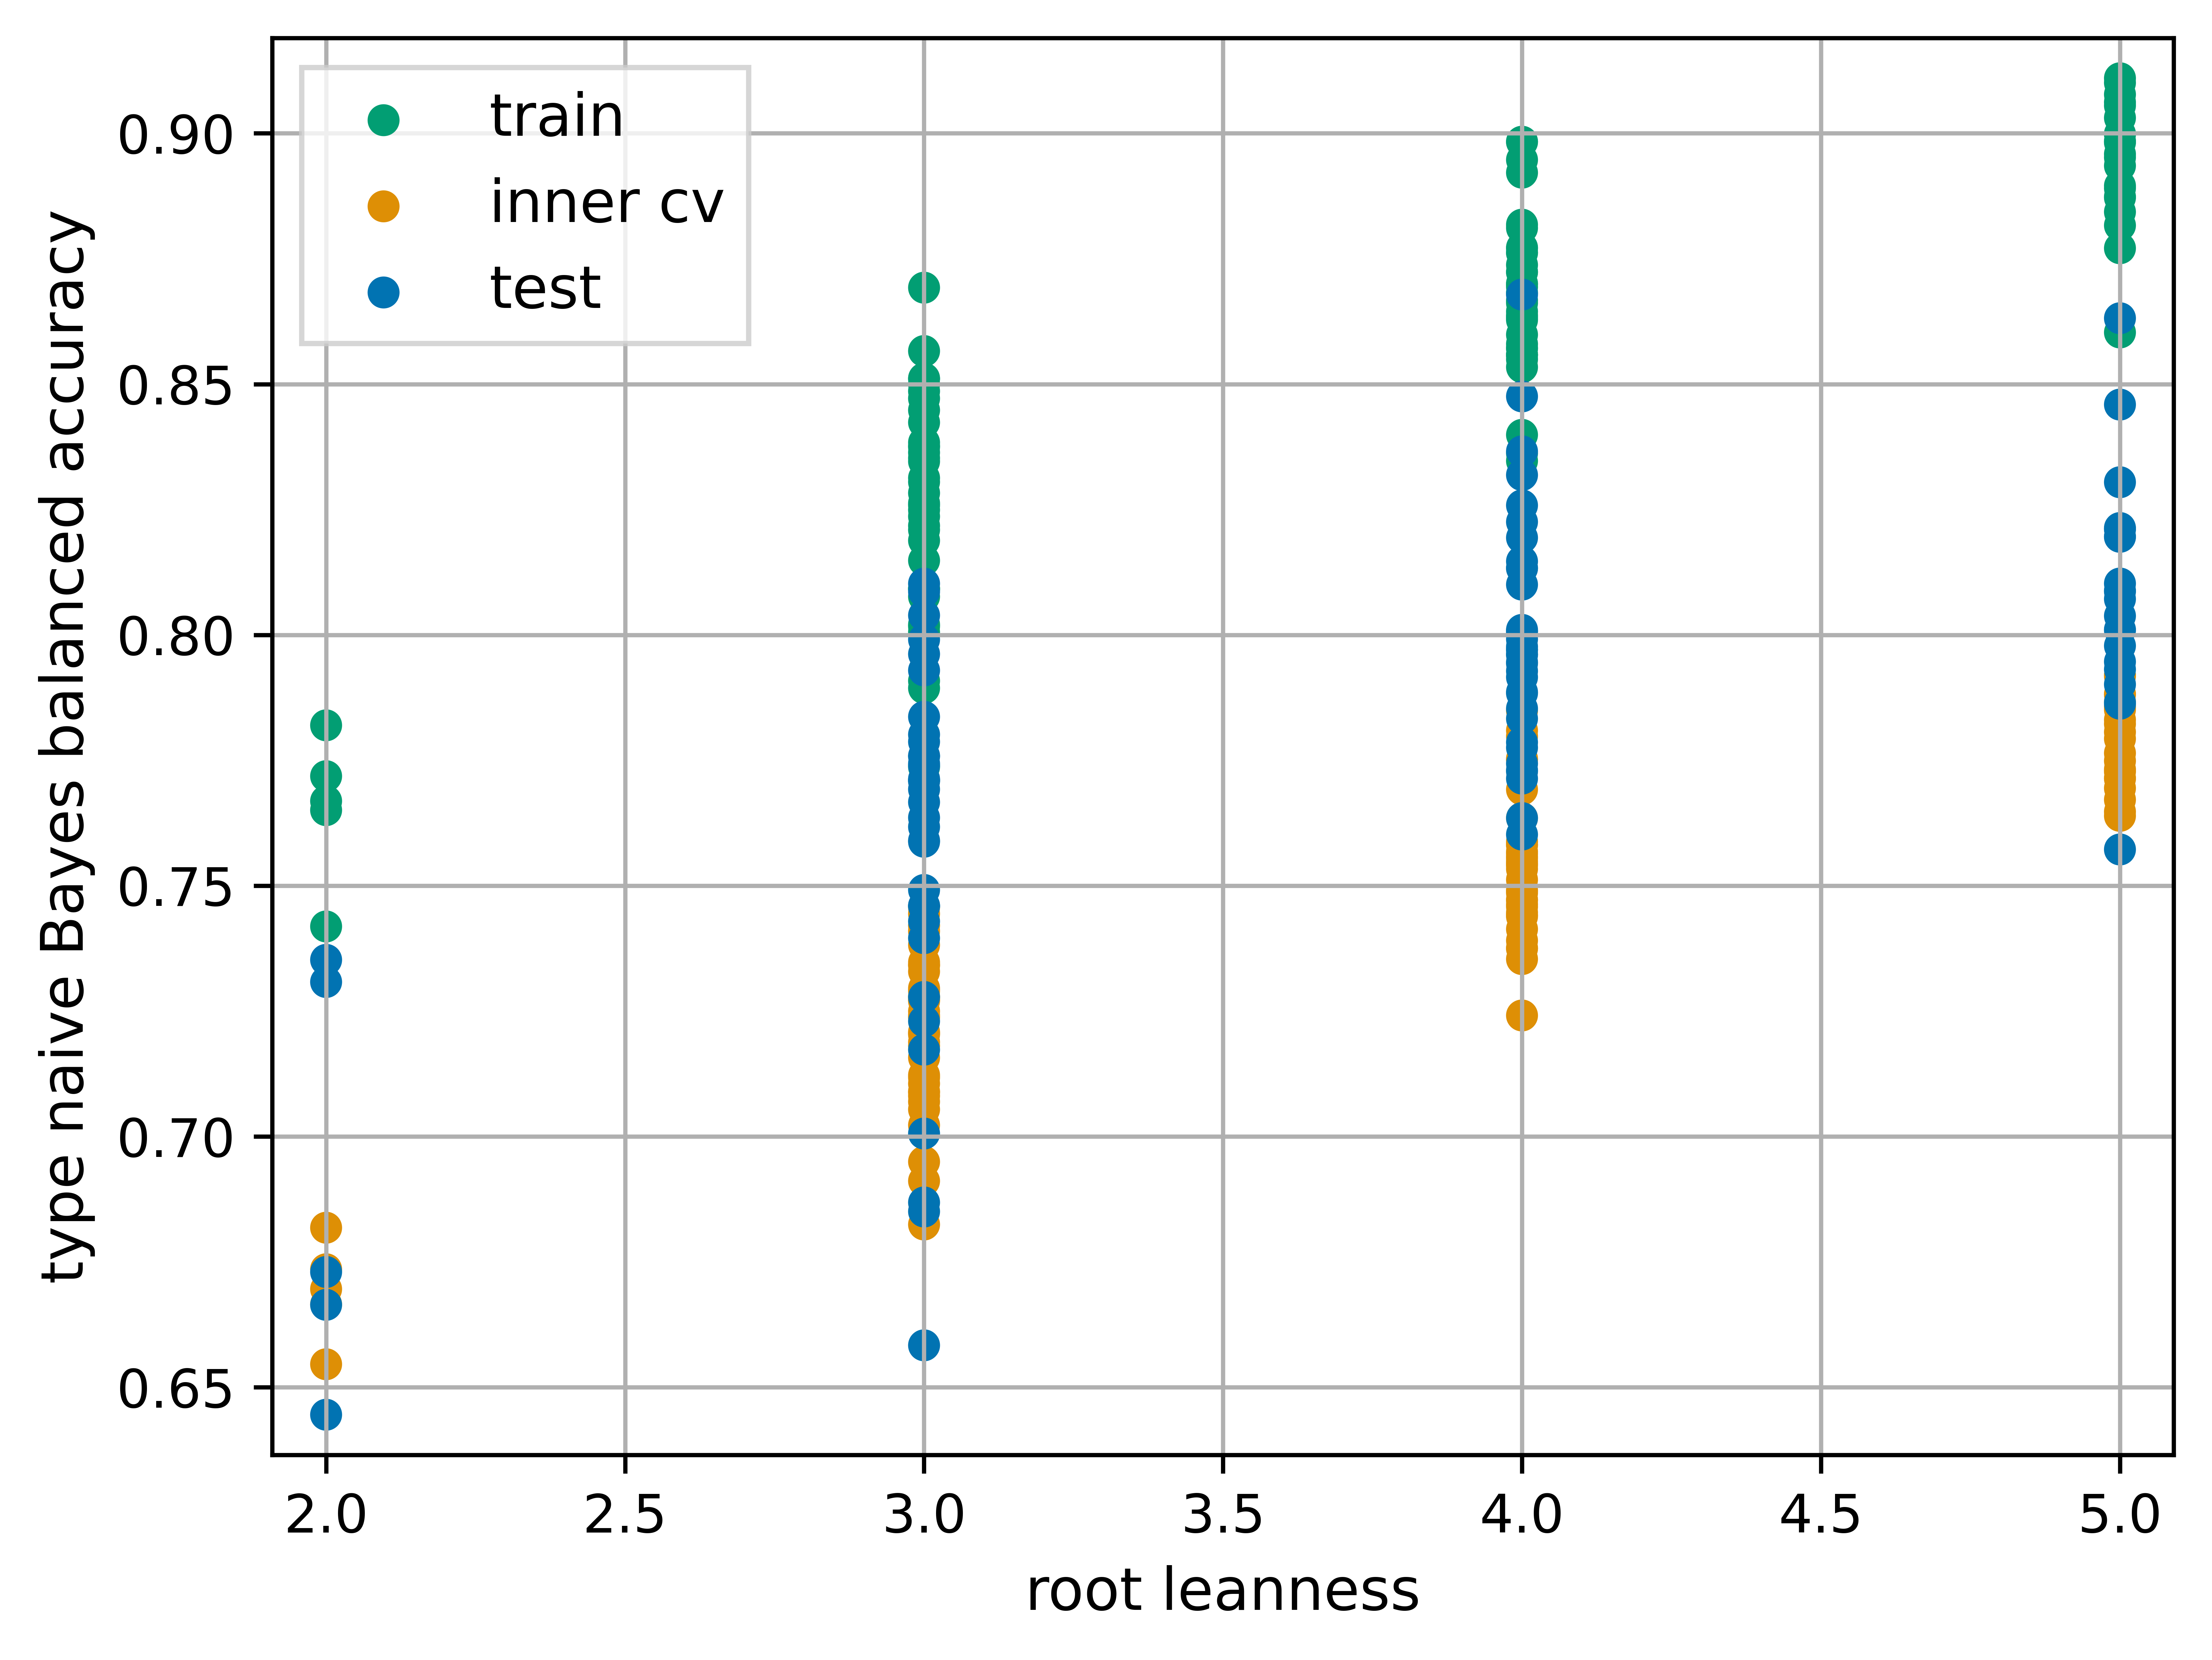 train
inner cv
test
type naive Bayes balanced accuracy
0.90
0.85
0.80
0.75
0.70
0.65
2.0 2.5 3.0 3.5 4.0 4.5 5.0
root leanness